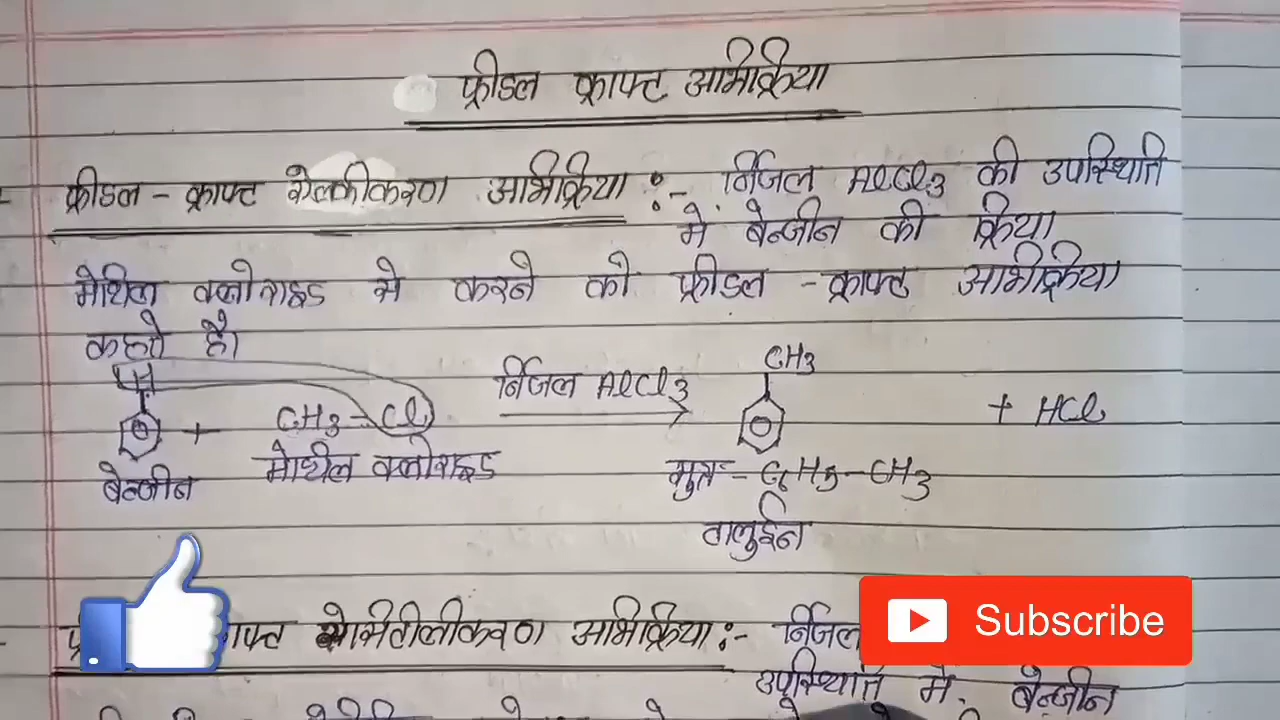 फ्रीडल क्राफ्ट अभिक्रिया
फ्रीडल - क्राफ्ट ऐल्कीकरण अभिक्रिया :- निर्जल AlCl3 की उपस्थिति
में बेन्जीन की क्रिया
मेथिल क्लोराइड से करने को फ्रीडल - क्राफ्ट अभिक्रिया
कहते है।
H
CH3
निर्जल AlCl3
+ CH3 - Cl
+ HCl
बेन्जीन
मेथिल क्लोराइड
सूत्र - C6H5-CH3
टालुईन
क्राफ्ट ऐसिटीलीकरण अभिक्रिया :- निर्जल
Subscribe
उपस्थिति में बेन्जीन